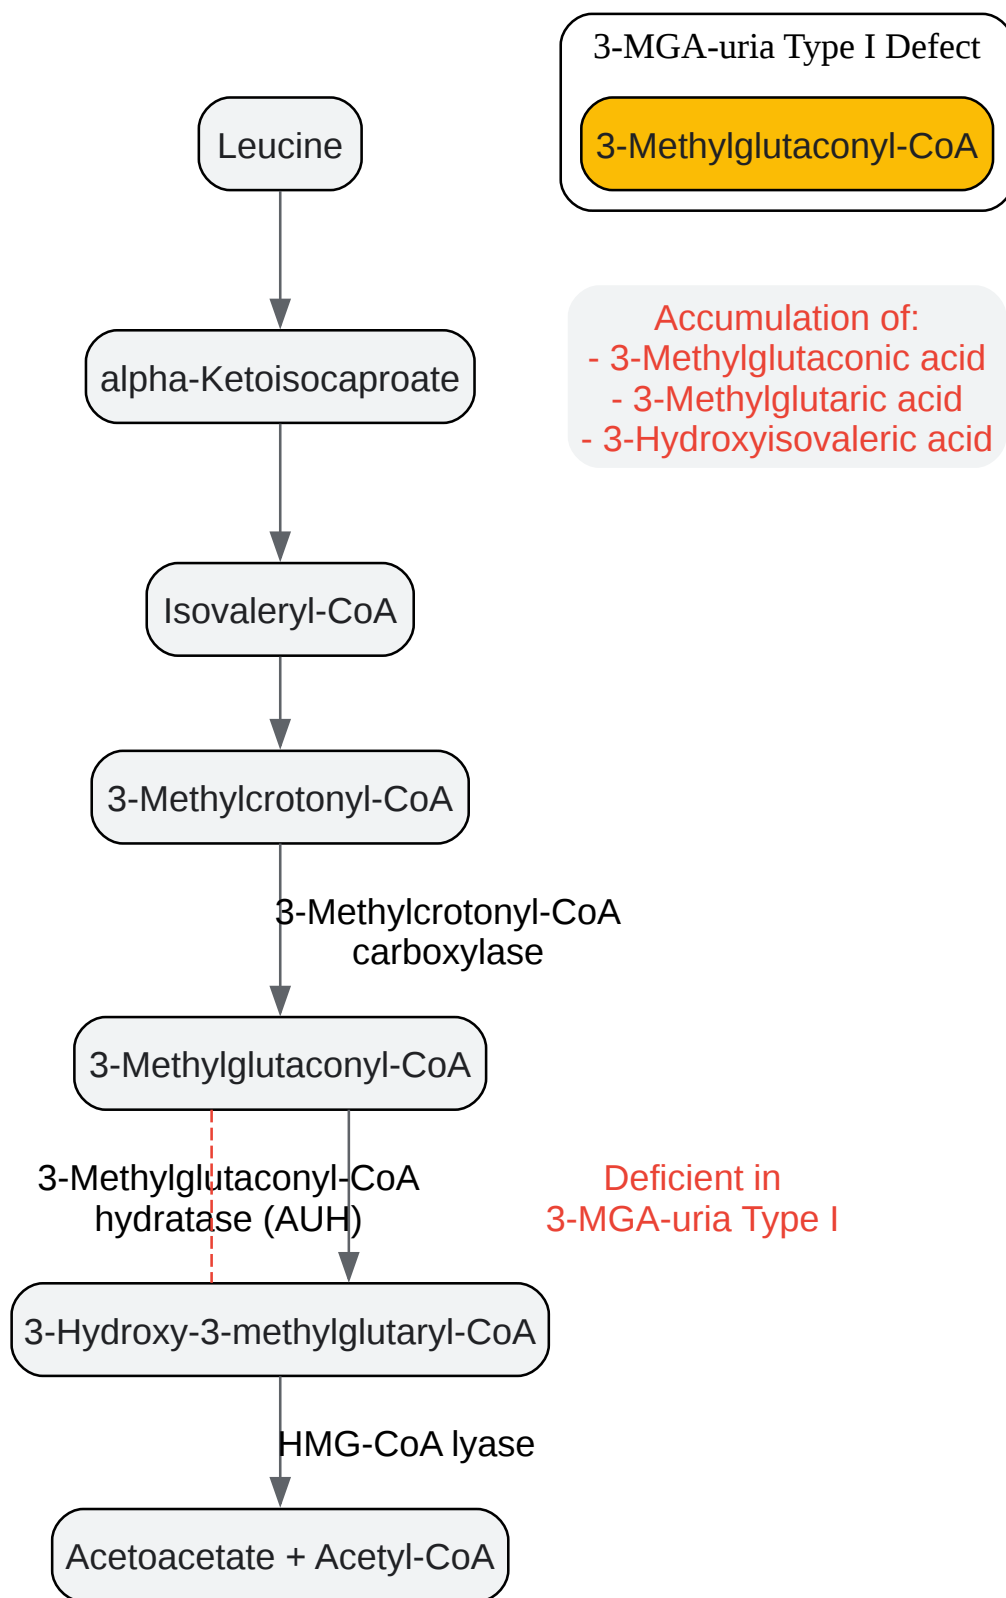 3-MGA-uria Type I Defect
Leucine
3-Methylglutaconyl-CoA
Accumulation of:
- 3-Methylglutaconic acid
- 3-Methylglutaric acid
- 3-Hydroxyisovaleric acid
alpha-Ketoisocaproate
Isovaleryl-CoA
3-Methylcrotonyl-CoA
3-Methylcrotonyl-CoA
carboxylase
3-Methylglutaconyl-CoA
3-Methylglutaconyl-CoA
hydratase (AUH)
Deficient in
3-MGA-uria Type I
3-Hydroxy-3-methylglutaryl-CoA
HMG-CoA lyase
Acetoacetate + Acetyl-CoA